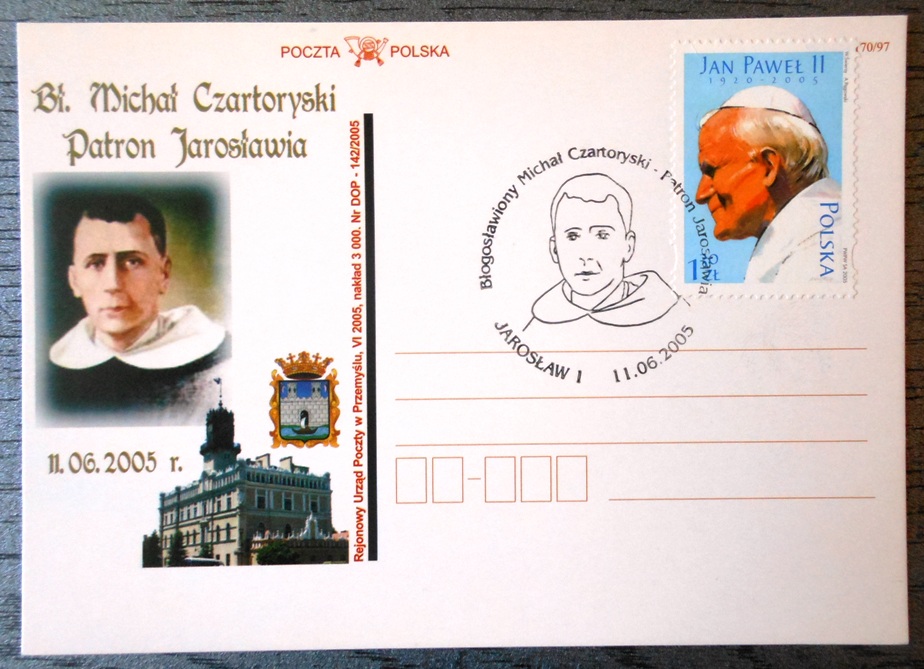 POCZTA POLSKA
70/97
Bł. Michał Czartoryski
Patron Jarosławia
11.06.2005 r.
Rejonowy Urząd Poczty w Przemyślu, VI 2005, nakład 3 000. Nr DOP - 142/2005
Błogosławiony Michał Czartoryski - Patron Jarosławia
JAROSŁAW 1 11.06.2005
JAN PAWEŁ II
1920-2005
POLSKA